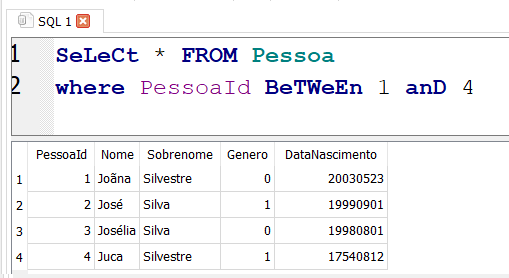 SQL 1
1 SeLeCt * FROM Pessoa
2 where PessoaId BeTWeEn 1 anD 4
PessoaId Nome Sobrenome Genero DataNascimento
1 1 Joãna Silvestre 0 20030523
2 2 José Silva 1 19990901
3 3 Josélia Silva 0 19980801
4 4 Juca Silvestre 1 17540812